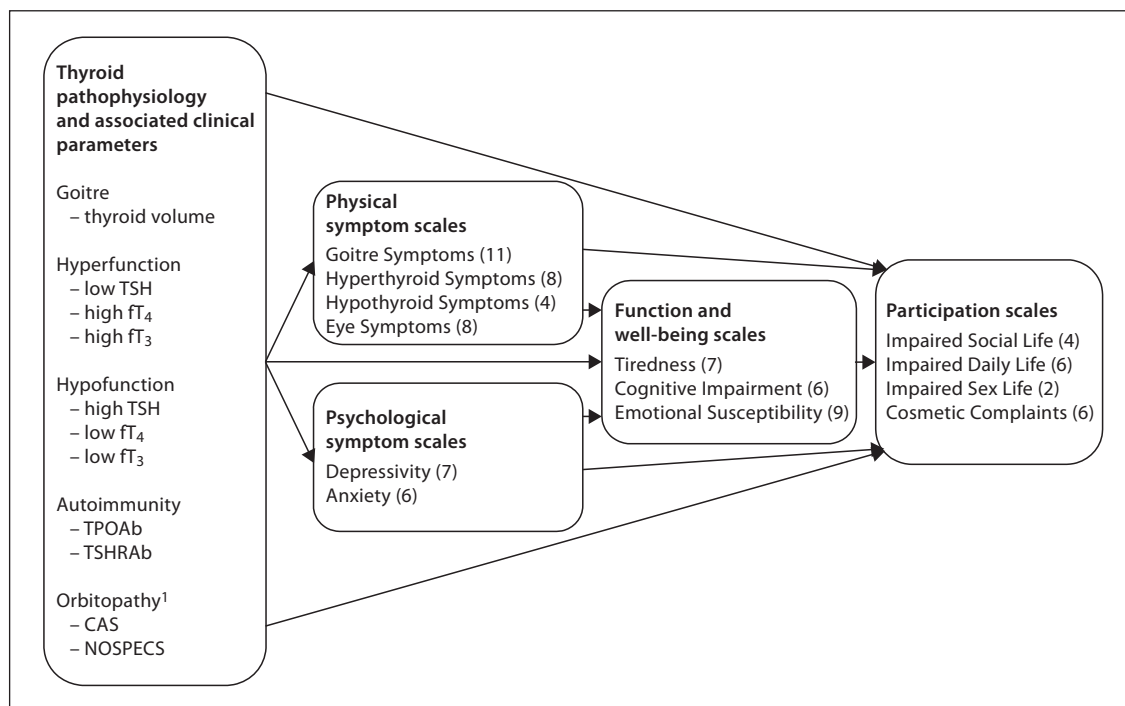 Thyroid
pathophysiology
and associated clinical
parameters
Goitre
– thyroid volume
Hyperfunction
– low TSH
– high fT4
– high fT3
Hypofunction
– high TSH
– low fT4
– low fT3
Autoimmunity
– TPOAb
– TSHRAb
Orbitopathy1
– CAS
– NOSPECS
Physical
symptom scales
Goitre Symptoms (11)
Hyperthyroid Symptoms (8)
Hypothyroid Symptoms (4)
Eye Symptoms (8)
Psychological
symptom scales
Depressivity (7)
Anxiety (6)
Function and
well-being scales
Tiredness (7)
Cognitive Impairment (6)
Emotional Susceptibility (9)
Participation scales
Impaired Social Life (4)
Impaired Daily Life (6)
Impaired Sex Life (2)
Cosmetic Complaints (6)